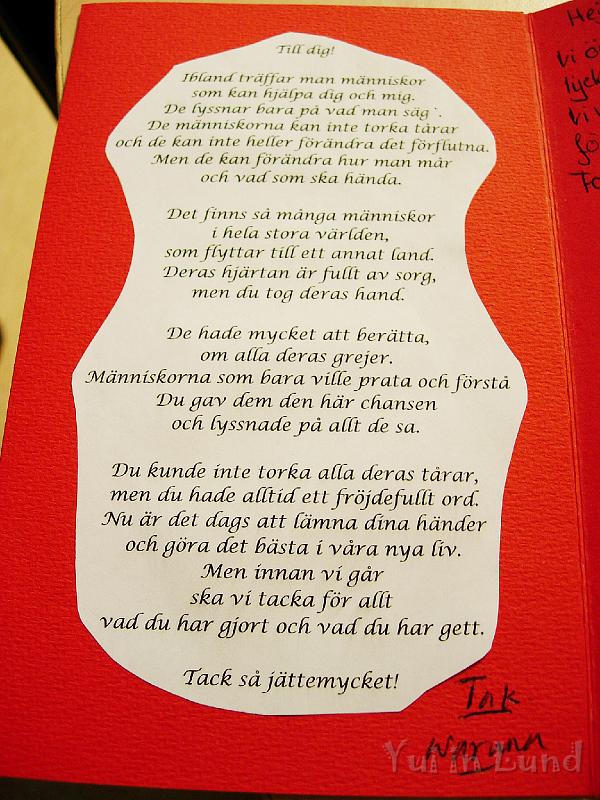 Till dig!
Ibland träffar man människor
som kan hjälpa dig och mig.
De lyssnar bara på vad man säg`.
De människorna kan inte torka tårar
och de kan inte heller förändra det förflutna.
Men de kan förändra hur man mår
och vad som ska hända.
Det finns så många människor
i hela stora världen,
som flyttar till ett annat land.
Deras hjärtan är fullt av sorg,
men du tog deras hand.
De hade mycket att berätta,
om alla deras grejer.
Människorna som bara ville prata och förstå
Du gav dem den här chansen
och lyssnade på allt de sa.
Du kunde inte torka alla deras tårar,
men du hade alltid ett fröjdefullt ord.
Nu är det dags att lämna dina händer
och göra det bästa i våra nya liv.
Men innan vi går
ska vi tacka för allt
vad du har gjort och vad du har gett.
Tack så jättemycket!
Tak
Yui in Lund